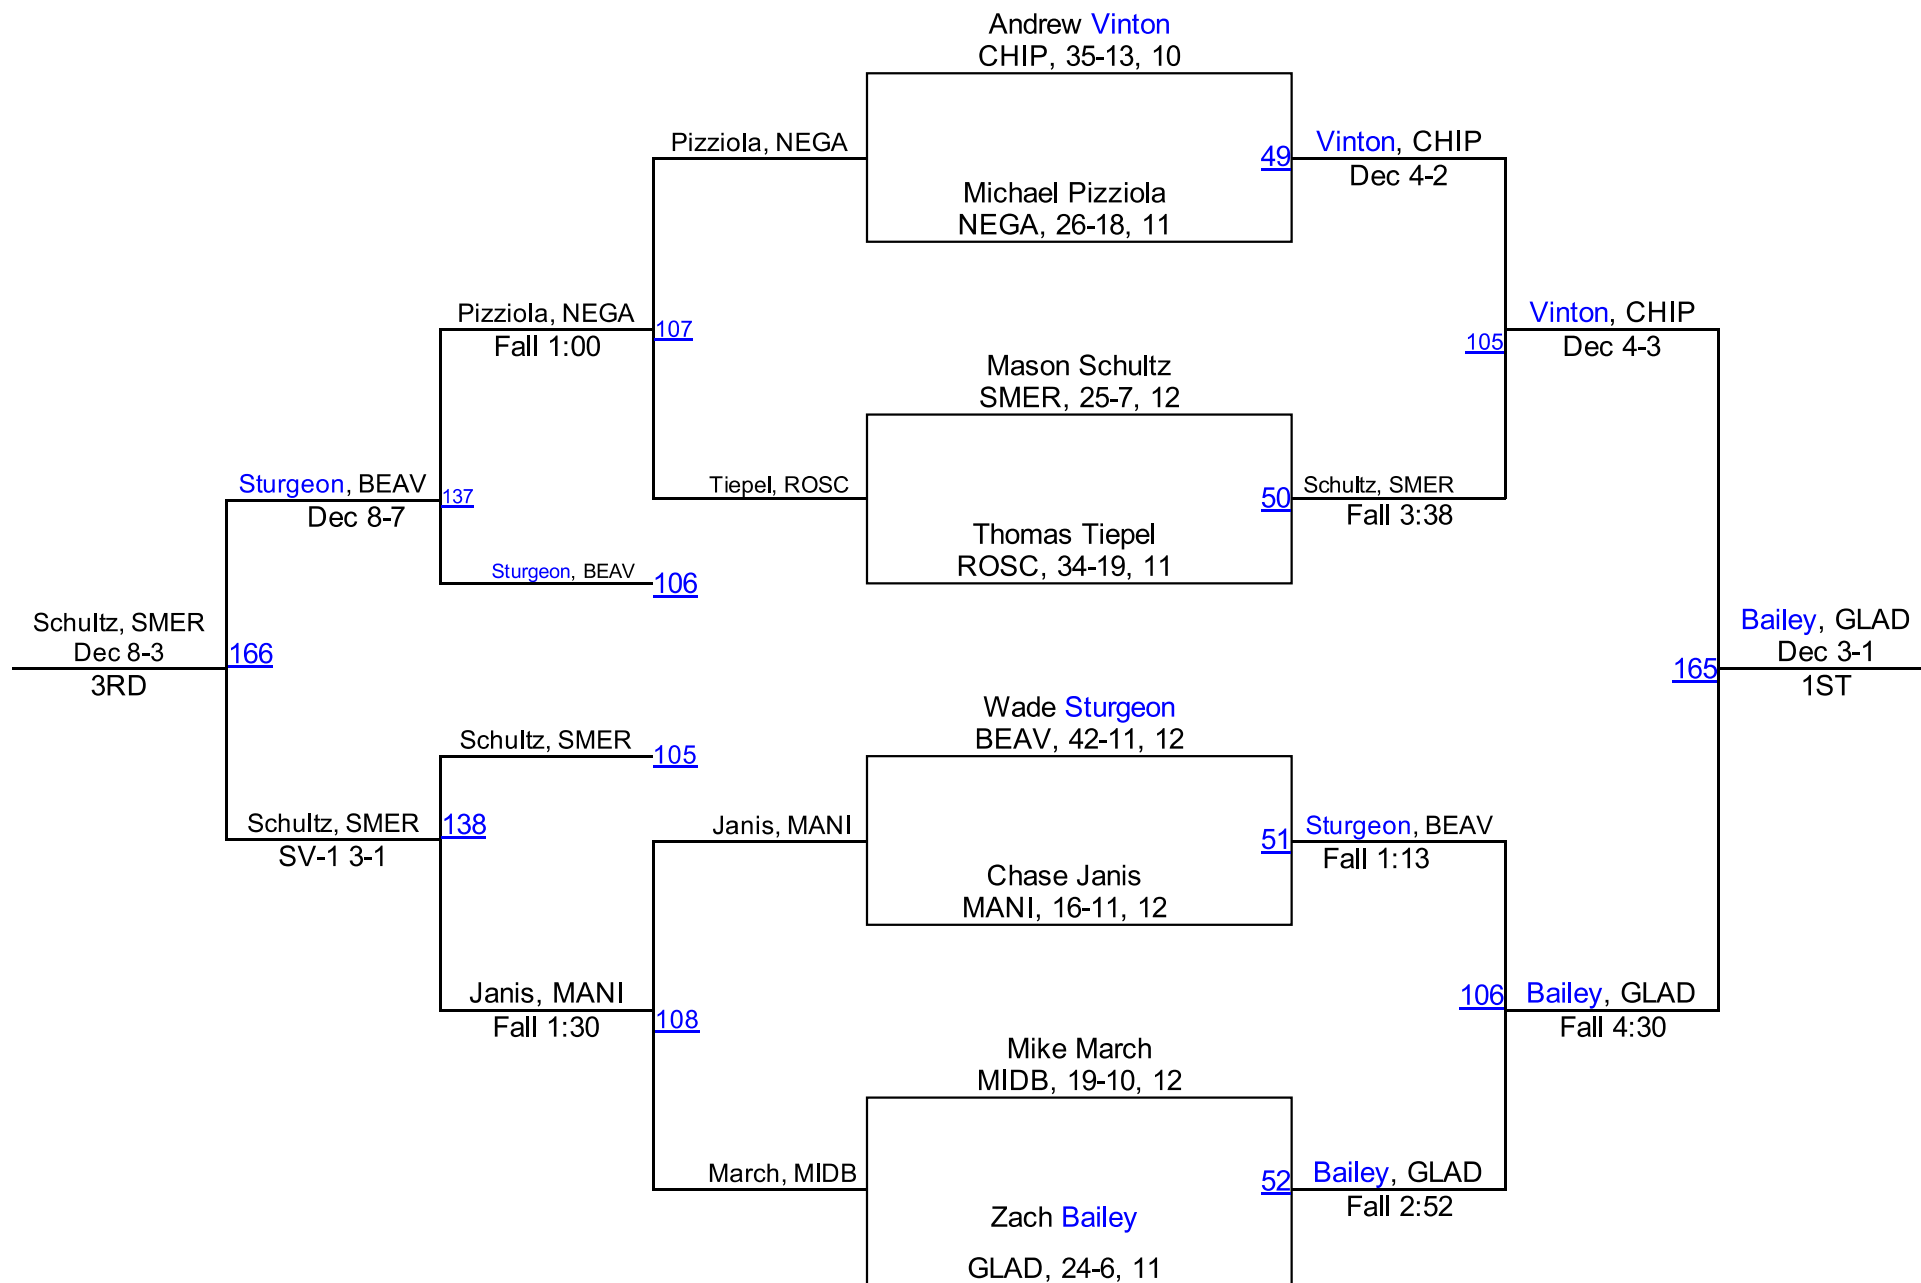 Andrew Vinton
CHIP, 35-13, 10
Pizziola, NEGA
49
Vinton, CHIP
Dec 4-2
Michael Pizziola
NEGA, 26-18, 11
Pizziola, NEGA
Fall 1:00
107
105
Vinton, CHIP
Dec 4-3
Mason Schultz
SMER, 25-7, 12
Sturgeon, BEAV
Dec 8-7
137
Tiepel, ROSC
50
Schultz, SMER
Fall 3:38
Thomas Tiepel
ROSC, 34-19, 11
Sturgeon, BEAV
106
Schultz, SMER
Dec 8-3
3RD
166
165
Bailey, GLAD
Dec 3-1
1ST
Wade Sturgeon
BEAV, 42-11, 12
Schultz, SMER
105
Schultz, SMER
SV-1 3-1
138
Janis, MANI
51
Sturgeon, BEAV
Fall 1:13
Chase Janis
MANI, 16-11, 12
Janis, MANI
Fall 1:30
108
106
Bailey, GLAD
Fall 4:30
Mike March
MIDB, 19-10, 12
March, MIDB
52
Bailey, GLAD
Fall 2:52
Zach Bailey
GLAD, 24-6, 11